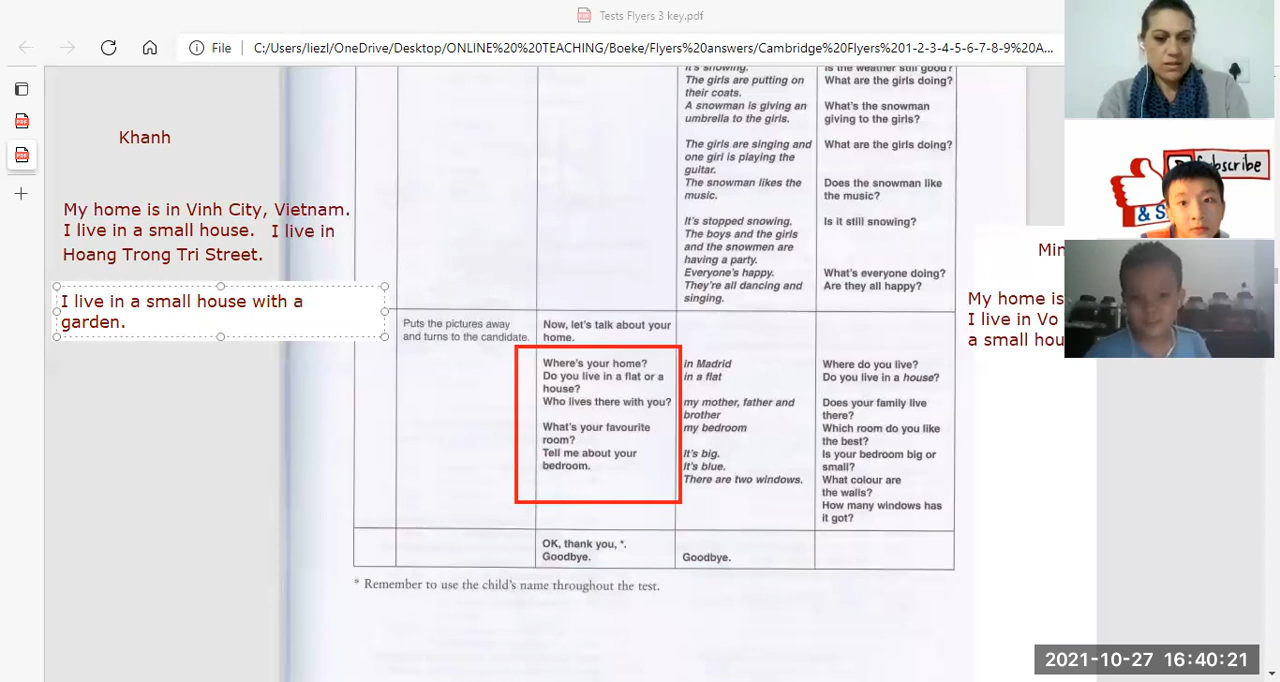 Tests Flyers 3 key.pdf
File
C:/Users/liezl/OneDrive/Desktop/ONLINE%20%20TEACHING/Boeke/Flyers%20answers/Cambridge%20Flyers%201-2-3-4-5-6-7-8-9%20A...
Khanh
My home is in Vinh City, Vietnam.
I live in a small house. I live in
Hoang Trong Tri Street.
I live in a small house with a
garden.
Puts the pictures away
and turns to the candidate.
Now, let's talk about your
home.
Where's your home?
Do you live in a flat or a
house?
Who lives there with you?
What's your favourite
room?
Tell me about your
bedroom.
OK, thank you, *.
Goodbye.
It's snowing.
The girls are putting on
their coats.
A snowman is giving an
umbrella to the girls.
The girls are singing and
one girl is playing the
guitar.
The snowman likes the
music.
It's stopped snowing.
The boys and the girls
and the snowmen are
having a party.
Everyone's happy.
They're all dancing and
singing.
in Madrid
in a flat
my mother, father and
brother
my bedroom
It's big.
It's blue.
There are two windows.
Goodbye.
Is the weather still good?
What are the girls doing?
What's the snowman
giving to the girls?
What are the girls doing?
Does the snowman like
the music?
Is it still snowing?
What's everyone doing?
Are they all happy?
Where do you live?
Do you live in a house?
Does your family live
there?
Which room do you like
the best?
Is your bedroom big or
small?
What colour are
the walls?
How many windows has
it got?
* Remember to use the child's name throughout the test.
My home is
I live in Vo
a small
2021-10-27 16:40:21